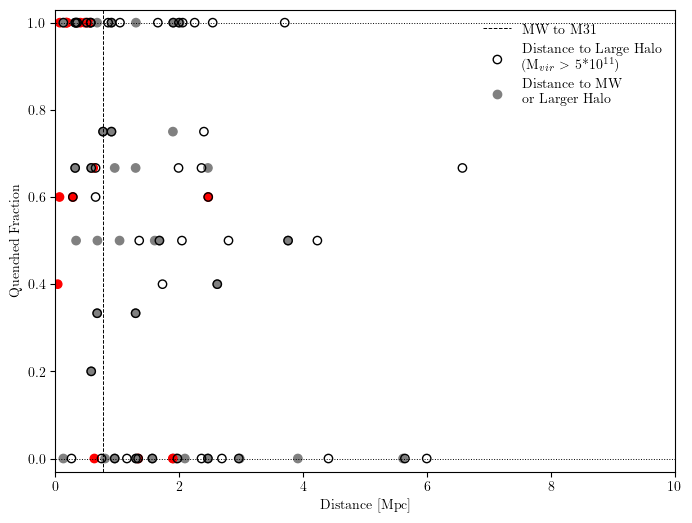 1.0
0.8
0.6
0.4
0.2
0.0
Quenched Fraction
0
2
4
6
8
10
Distance [Mpc]
MW to M31
Distance to Large Halo
(M_{vir} > 5*10^{11})
Distance to MW
or Larger Halo